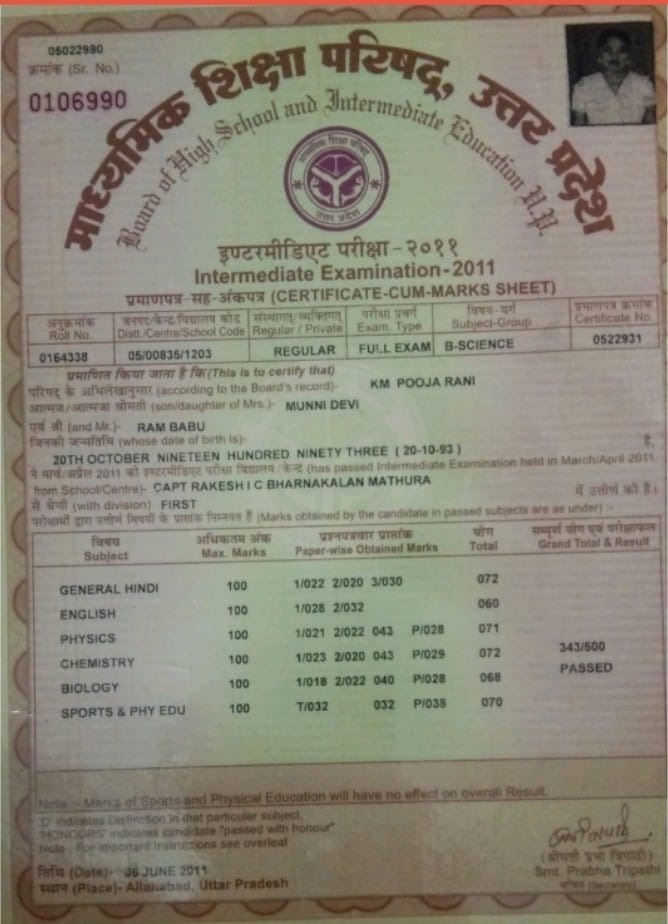 05022990
क्रमांक (Sr. No.)
0106990
माध्यमिक शिक्षा परिषद्, उत्तर प्रदेश
Board of High School and Intermediate Education U.P.
माध्यमिक शिक्षा परिषद
उत्तर प्रदेश
इण्टरमीडिएट परीक्षा - २०११
Intermediate Examination - 2011
प्रमाणपत्र-सह-अंकपत्र (CERTIFICATE-CUM-MARKS SHEET)
अनुक्रमांक जनपद/केन्द्र/विद्यालय कोड संस्थागत/व्यक्तिगत परीक्षा प्रवर्ग विषय-वर्ग प्रमाणपत्र क्रमांक
Roll No. Distt./Centre/School Code Regular / Private Exam. Type Subject-Group Certificate No.
0164338 05/00835/1203 REGULAR FULL EXAM B-SCIENCE 0522931
प्रमाणित किया जाता है कि (This is to certify that)
परिषद् के अभिलेखानुसार (according to the Board's record)- KM POOJA RANI
आत्मज/आत्मजा श्रीमती (son/daughter of Mrs.)- MUNNI DEVI
एवं श्री (and Mr.)- RAM BABU
जिनकी जन्मतिथि (whose date of birth is)-
20TH OCTOBER NINETEEN HUNDRED NINETY THREE ( 20-10-93 ) है,
ने मार्च/अप्रैल 2011 की इण्टरमीडिएट परीक्षा विद्यालय/केन्द्र (has passed Intermediate Examination held in March/April 2011
from School/Centre)- CAPT RAKESH I C BHARNAKALAN MATHURA
से श्रेणी (with division) FIRST में उत्तीर्ण की है।
परीक्षार्थी द्वारा उत्तीर्ण विषयों के प्राप्तांक निम्नवत हैं (Marks obtained by the candidate in passed subjects are as under) :-
विषय अधिकतम अंक प्रश्नपत्रवार प्राप्तांक योग सम्पूर्ण योग एवं परीक्षाफल
Subject Max. Marks Paper-wise Obtained Marks Total Grand Total & Result
GENERAL HINDI 100 1/022 2/020 3/030 072
ENGLISH 100 1/028 2/032 060
PHYSICS 100 1/021 2/022 043 P/028 071
CHEMISTRY 100 1/023 2/020 043 P/029 072
343/500
PASSED
BIOLOGY 100 1/018 2/022 040 P/028 068
SPORTS & PHY EDU 100 T/032 032 P/038 070
Note :- Marks of Sports and Physical Education will have no effect on overall Result.
'D' indicates Distinction in that particular subject,
'HONOURS' indicates candidate "passed with honour"
Note : For Important Instructions see overleaf
तिथि (Date)- 06 JUNE 2011
स्थान (Place)- Allahabad, Uttar Pradesh
(श्रीमती प्रभा त्रिपाठी)
Smt. Prabha Tripathi
सचिव (Secretary)